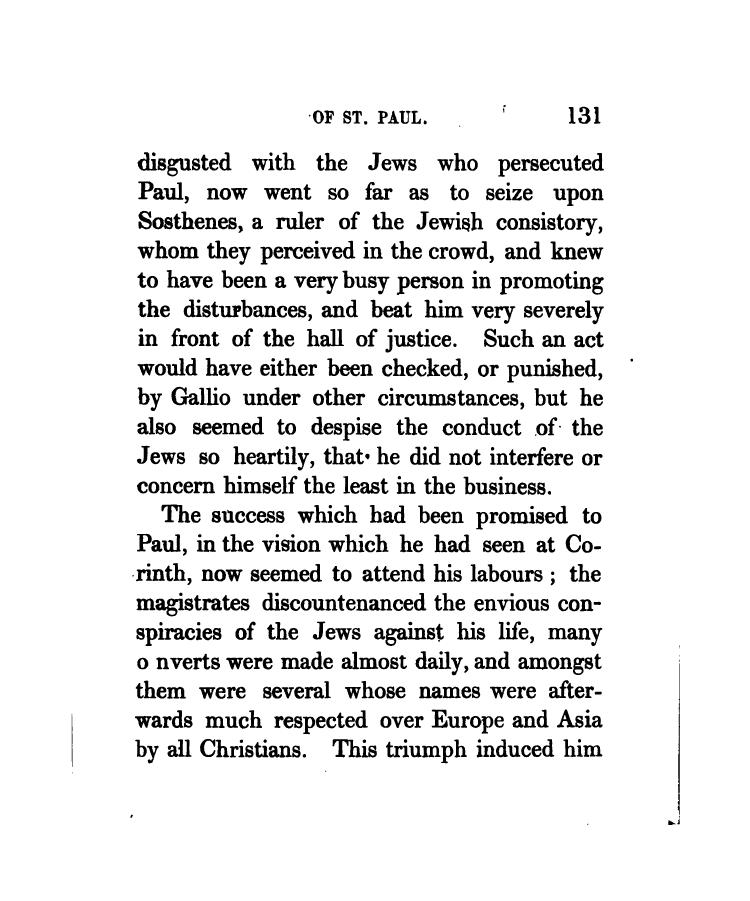 OF ST. PAUL. 131
disgusted with the Jews who persecuted
Paul, now went so far as to seize upon
Sosthenes, a ruler of the Jewish consistory,
whom they perceived in the crowd, and knew
to have been a very busy person in promoting
the disturbances, and beat him very severely
in front of the hall of justice. Such an act
would have either been checked, or punished,
by Gallio under other circumstances, but he
also seemed to despise the conduct of the
Jews so heartily, that he did not interfere or
concern himself the least in the business.
The success which had been promised to
Paul, in the vision which he had seen at Co-
rinth, now seemed to attend his labours ; the
magistrates discountenanced the envious con-
spiracies of the Jews against his life, many
o nverts were made almost daily, and amongst
them were several whose names were after-
wards much respected over Europe and Asia
by all Christians. This triumph induced him